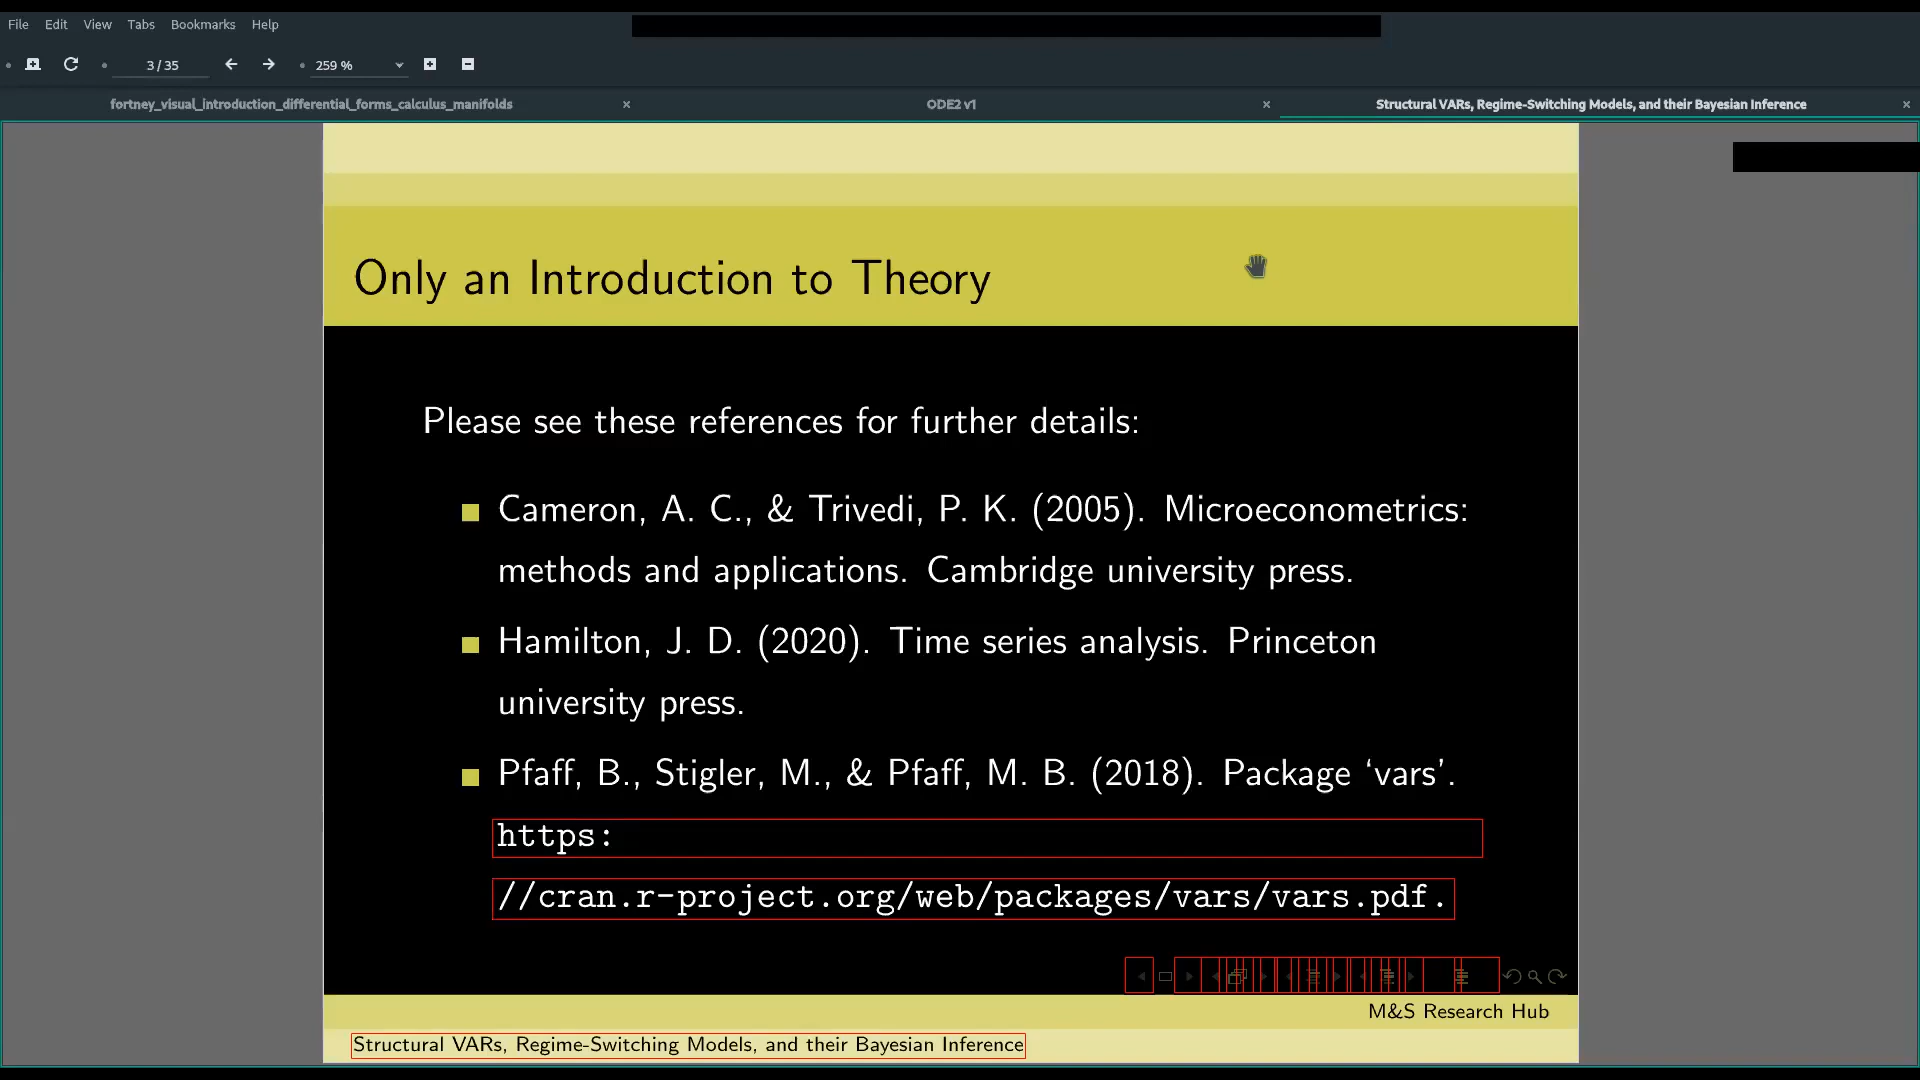 File Edit View Tabs Bookmarks Help
3 / 35 259 %
fortney_visual_introduction_differential_forms_calculus_manifolds ODE2 v1 Structural VARs, Regime-Switching Models, and their Bayesian Inference
Only an Introduction to Theory
Please see these references for further details:
Cameron, A. C., & Trivedi, P. K. (2005). Microeconometrics:
methods and applications. Cambridge university press.
Hamilton, J. D. (2020). Time series analysis. Princeton
university press.
Pfaff, B., Stigler, M., & Pfaff, M. B. (2018). Package ‘vars’.
https:
//cran.r-project.org/web/packages/vars/vars.pdf.
M&S Research Hub
Structural VARs, Regime-Switching Models, and their Bayesian Inference